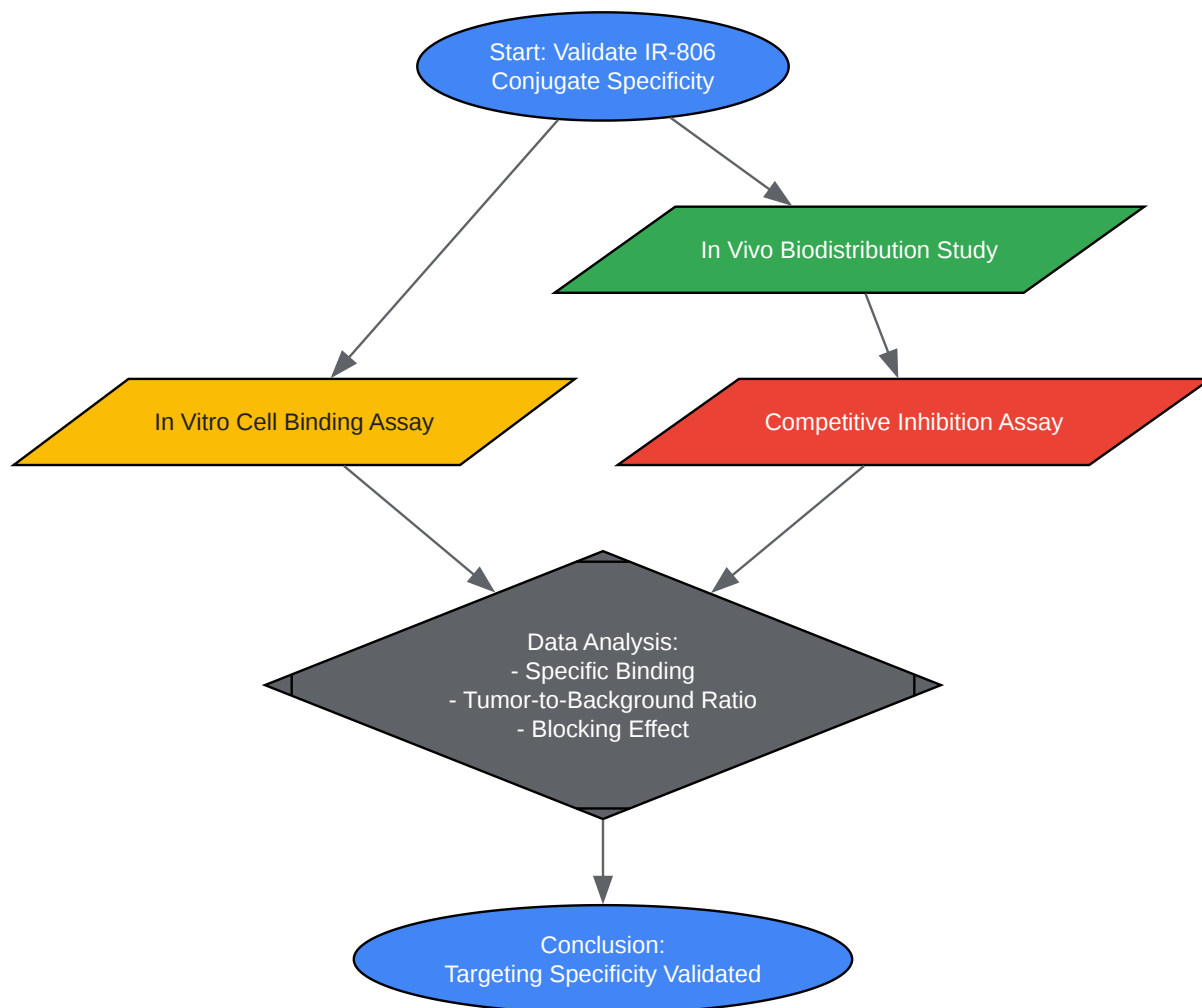 Start: Validate IR-806
Conjugate Specificity
In Vivo Biodistribution Study
In Vitro Cell Binding Assay
Competitive Inhibition Assay
Data Analysis:
- Specific Binding
- Tumor-to-Background Ratio
- Blocking Effect
Conclusion:
Targeting Specificity Validated